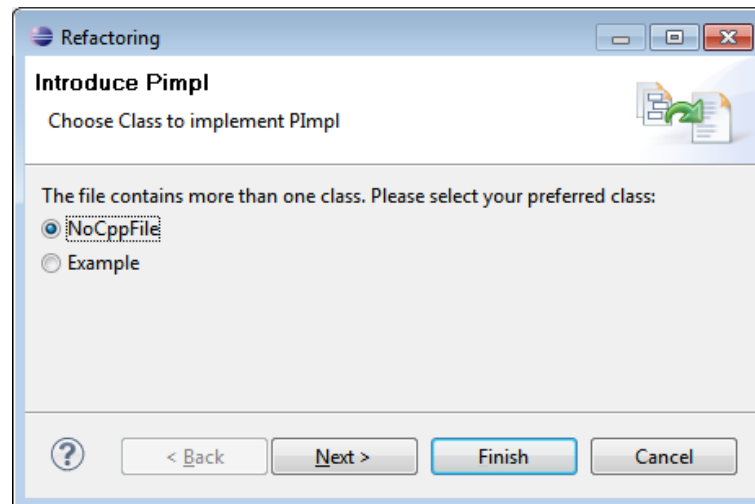 Refactoring
Introduce Pimpl
Choose Class to implement PImpl
The file contains more than one class. Please select your preferred class:
NoCppFile
Example
? < Back Next > Finish Cancel